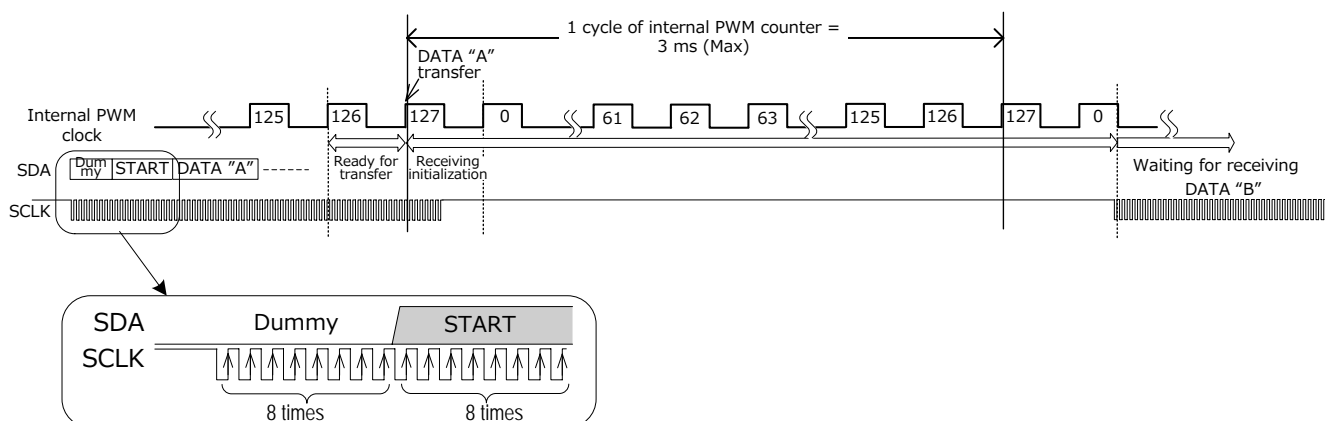 1 cycle of internal PWM counter =
3 ms (Max)
DATA "A"
transfer
Internal PWM
clock
125 126 127 0 61 62 63 125 126 127 0
Ready for
transfer
Receiving
initialization
Waiting for receiving
DATA "B"
SDA Dum
my START DATA "A"
SCLK
SDA Dummy START
SCLK
8 times 8 times